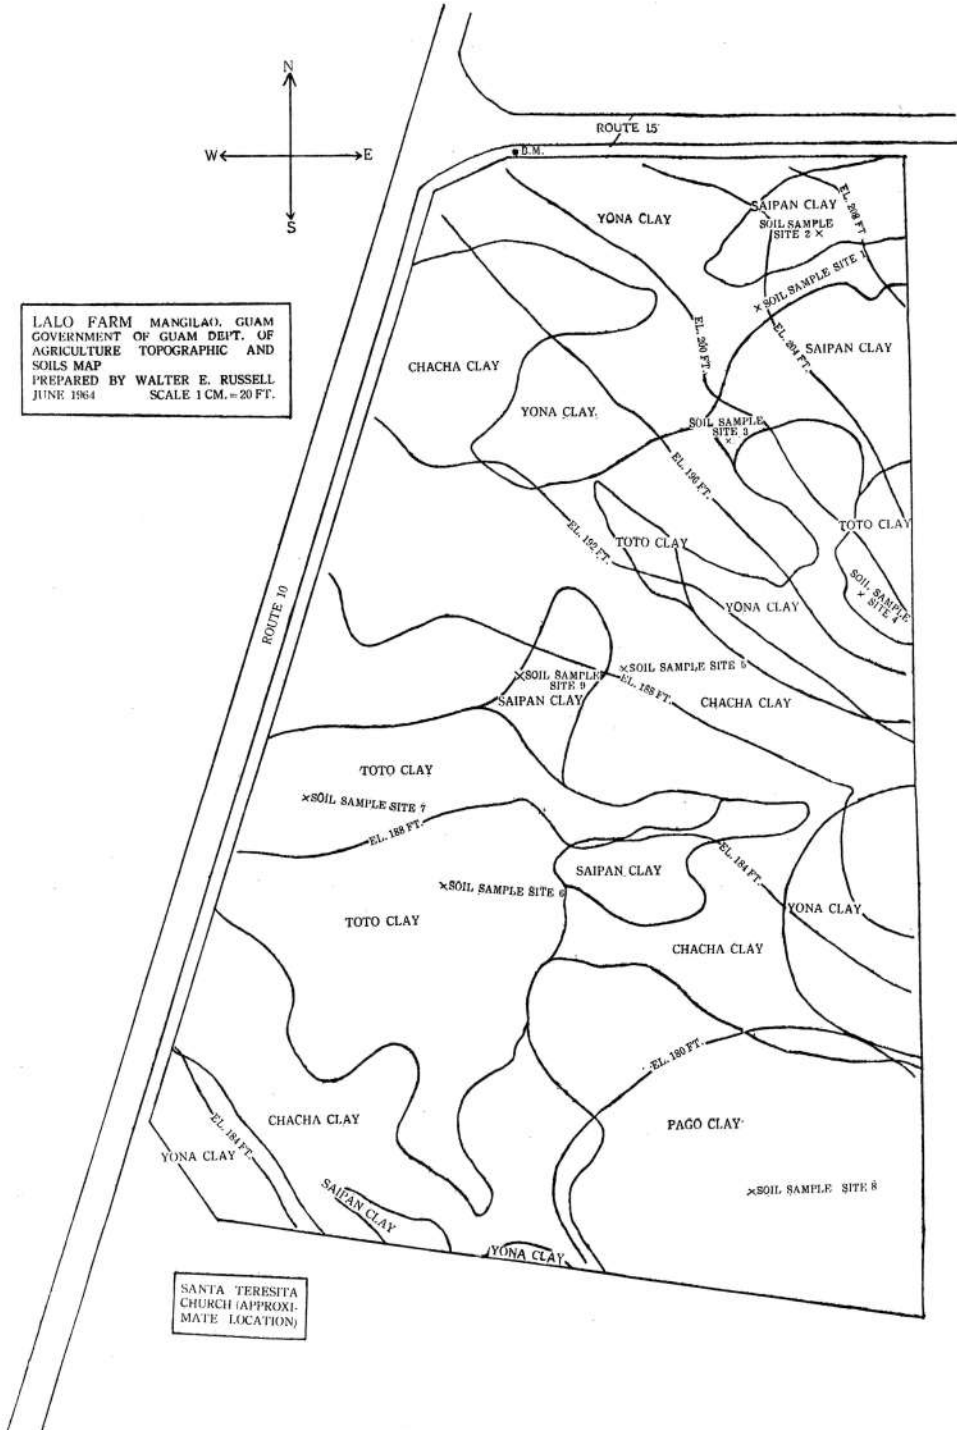 N
W E
S
ROUTE 15
B.M.
LALO FARM MANGILAO, GUAM
GOVERNMENT OF GUAM DEPT. OF
AGRICULTURE TOPOGRAPHIC AND
SOILS MAP
PREPARED BY WALTER E. RUSSELL
JUNE 1964 SCALE 1 CM. = 20 FT.
YONA CLAY
SAIPAN CLAY
SOIL SAMPLE
SITE 2 ×
EL. 208 FT
×SOIL SAMPLE SITE 1
EL. 200 FT.
EL. 204 FT.
SAIPAN CLAY
CHACHA CLAY
YONA CLAY
SOIL SAMPLE
SITE 3
×
EL. 196 FT.
EL. 192 FT.
TOTO CLAY
TOTO CLAY
SOIL SAMPLE
× SITE 4
YONA CLAY
ROUTE 10
×SOIL SAMPLE SITE 5
×SOIL SAMPLE
SITE 9
SAIPAN CLAY
EL. 188 FT.
CHACHA CLAY
TOTO CLAY
×SOIL SAMPLE SITE 7
EL. 188 FT.
EL. 184 FT.
SAIPAN CLAY
×SOIL SAMPLE SITE 6
TOTO CLAY
YONA CLAY
CHACHA CLAY
EL. 180 FT.
CHACHA CLAY
PAGO CLAY
EL. 184 FT.
YONA CLAY
SAIPAN CLAY
×SOIL SAMPLE SITE 8
YONA CLAY
SANTA TERESITA
CHURCH (APPROXI-
MATE LOCATION)